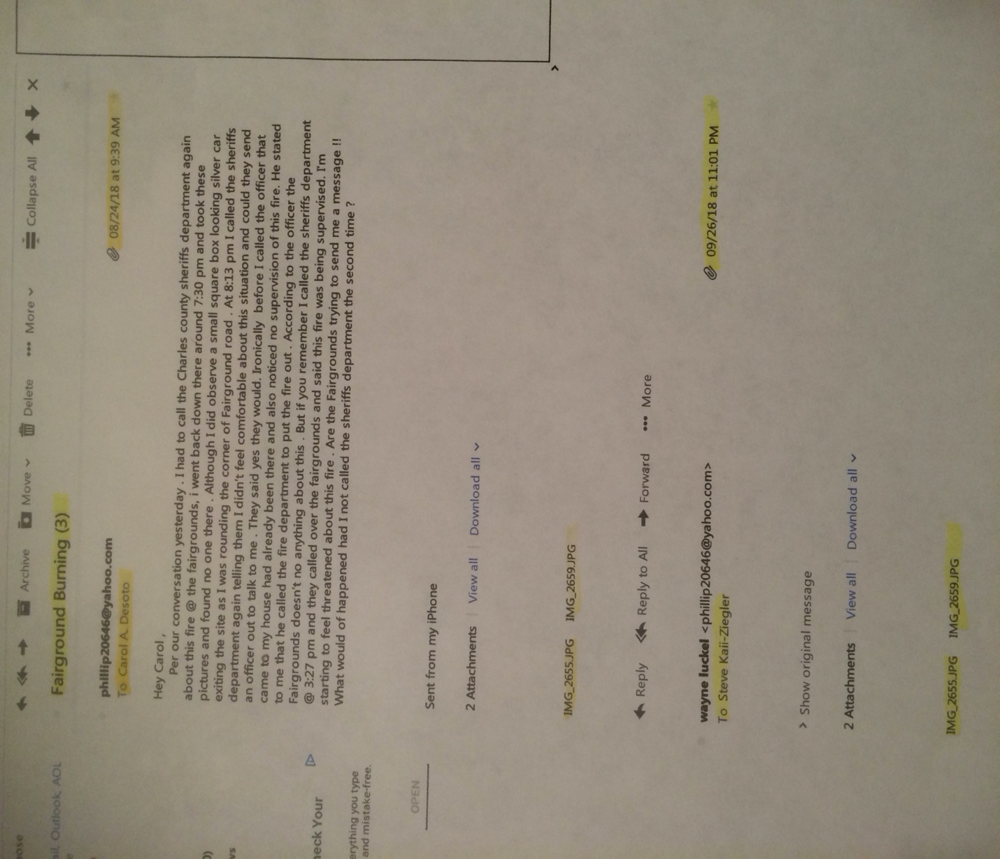 Collapse All
More
Delete
Move
Archive
Fairground Burning (3)
phillip20646@yahoo.com
08/24/18 at 9:39 AM
To Carol A. Desoto
Hey Carol ,
Per our conversation yesterday . I had to call the Charles county sheriffs department again
about this fire @ the fairgrounds, i went back down there around 7:30 pm and took these
pictures and found no one there . Although I did observe a small square box looking silver car
exiting the site as I was rounding the corner of Fairground road . At 8:13 pm I called the sheriffs
department again telling them I didn't feel comfortable about this situation and could they send
an officer out to talk to me . They said yes they would. Ironically before I called the officer that
came to my house had already been there and also noticed no supervision of this fire. He stated
to me that he called the fire department to put the fire out . According to the officer the
Fairgrounds doesn't no anything about this . But if you remember I called the sheriffs department
@ 3:27 pm and they called over the fairgrounds and said this fire was being supervised. I'm
starting to feel threatened about this fire . Are the Fairgrounds trying to send me a message !!
What would of happened had I not called the sheriffs department the second time ?
Sent from my iPhone
2 Attachments View all | Download all
IMG_2655.JPG IMG_2659.JPG
Reply Reply to All Forward More
wayne luckel <phillip20646@yahoo.com>
09/26/18 at 11:01 PM
To Steve Kaii-Ziegler
> Show original message
2 Attachments | View all | Download all
IMG_2655.JPG IMG_2659.JPG
Outlook, AOL
Your
you type
and mistake-free.
OPEN